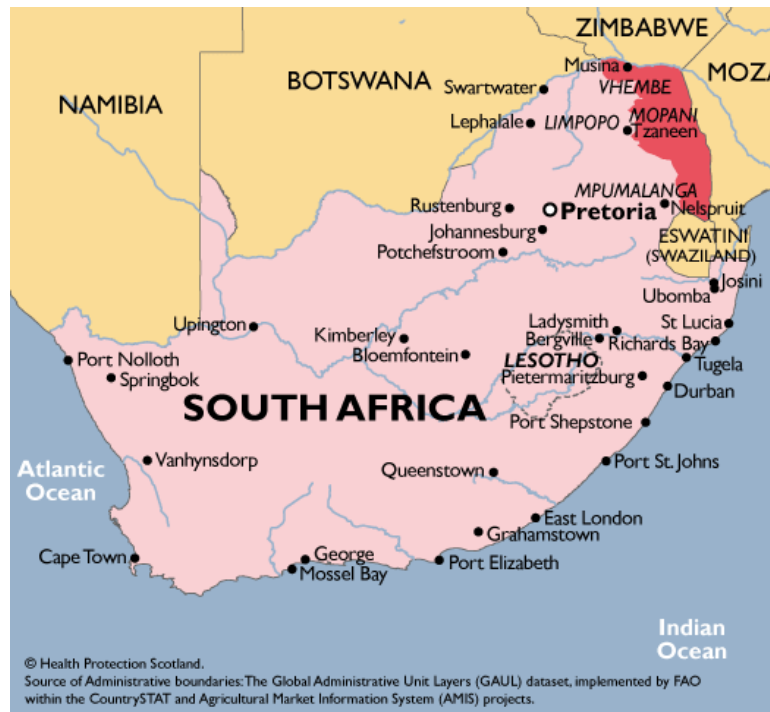 ZIMBABWE
Musina
MOZA
BOTSWANA
Swartwater
VHEMBE
NAMIBIA
MOPANI
Lephalale
LIMPOPO
Tzaneen
MPUMALANGA
Rustenburg
Pretoria
Nelspruit
Johannesburg
ESWATINI
(SWAZILAND)
Potchefstroom
Josini
Ubomba
Upington
Kimberley
Ladysmith
St Lucia
Bergville
Richards Bay
Bloemfontein
LESOTHO
Tugela
Port Nolloth
Springbok
Pietermaritzburg
Durban
SOUTH AFRICA
Port Shepstone
Vanhynsdorp
Atlantic
Ocean
Queenstown
Port St. Johns
East London
Grahamstown
Cape Town
George
Mossel Bay
Port Elizabeth
Indian
Ocean
© Health Protection Scotland.
Source of Administrative boundaries: The Global Administrative Unit Layers (GAUL) dataset, implemented by FAO
within the CountrySTAT and Agricultural Market Information System (AMIS) projects.